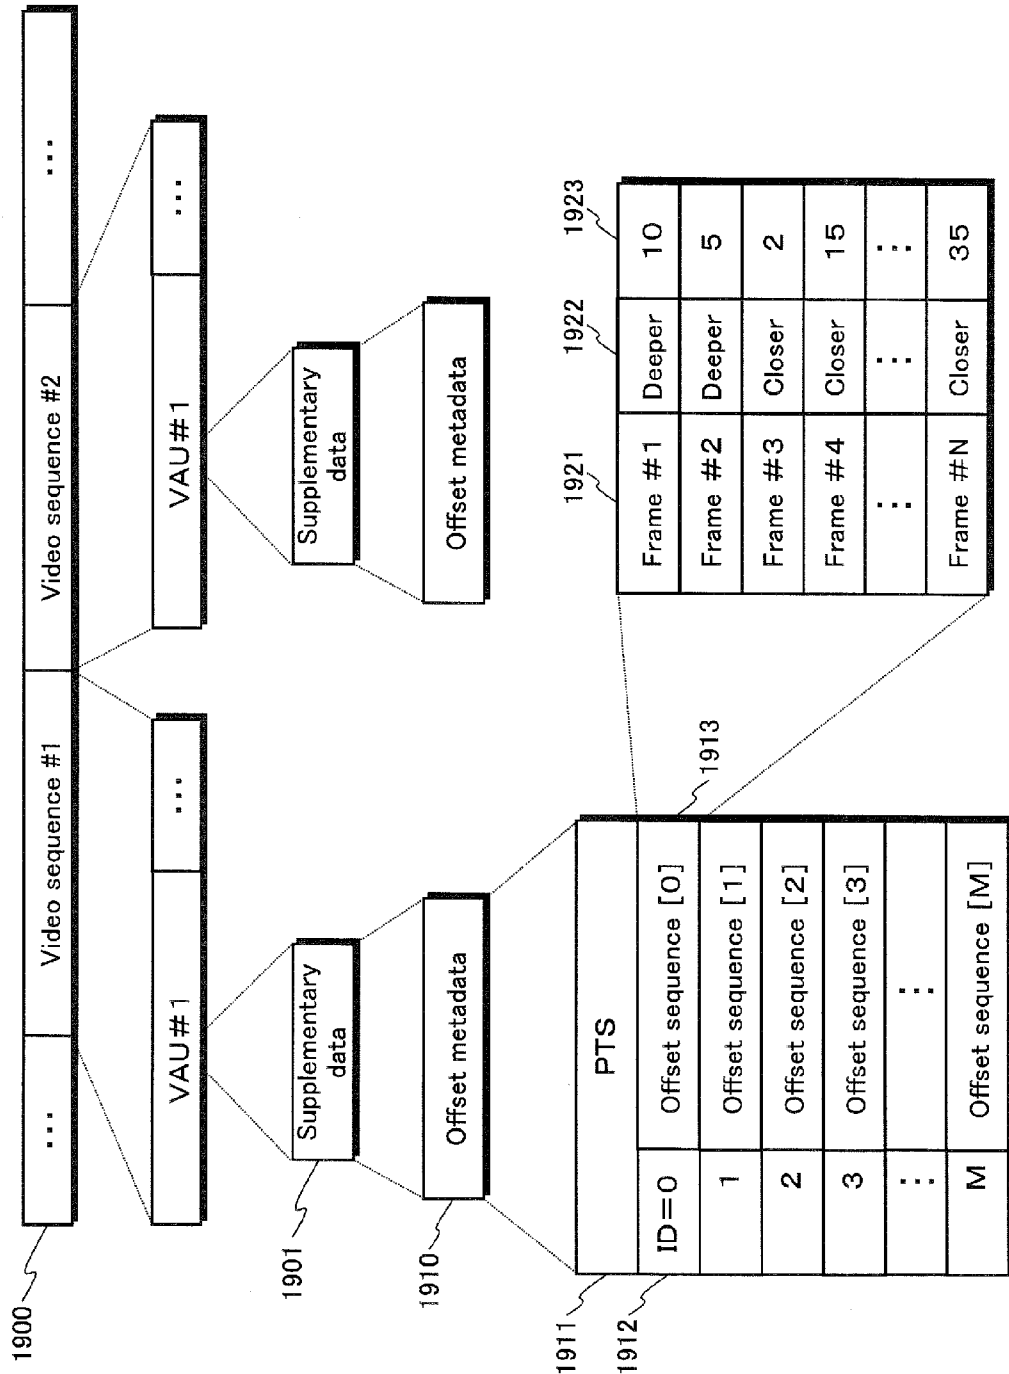 1900
...
Video sequence #1
Video sequence #2
...
VAU#1
...
VAU#1
...
1901
Supplementary
data
Supplementary
data
1910
Offset metadata
Offset metadata
1911
PTS
1912
1913
ID=0
Offset sequence [0]
1
Offset sequence [1]
2
Offset sequence [2]
3
Offset sequence [3]
...
...
M
Offset sequence [M]
1921
1922
1923
Frame #1
Deeper
10
Frame #2
Deeper
5
Frame #3
Closer
2
Frame #4
Closer
15
...
...
...
Frame #N
Closer
35